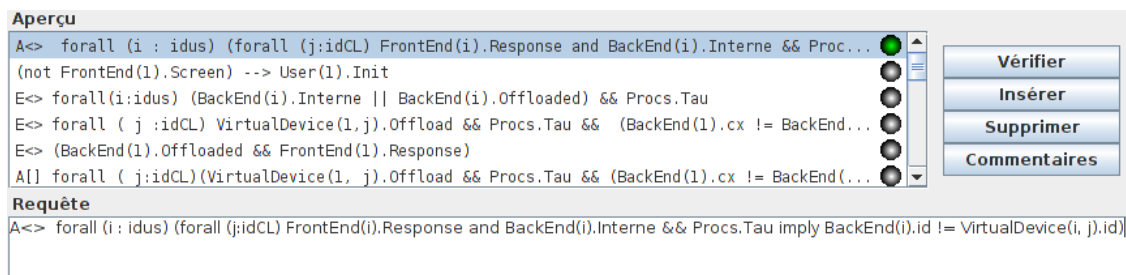 Aperçu
A<>  forall (i : idus) (forall (j:idCL) FrontEnd(i).Response and BackEnd(i).Interne && Proc...
(not FrontEnd(1).Screen) --> User(1).Init
E<> forall(i:idus) (BackEnd(i).Interne || BackEnd(i).Offloaded) && Procs.Tau
E<> forall ( j :idCL) VirtualDevice(1,j).Offload && Procs.Tau &&  (BackEnd(1).cx != BackEnd...
E<> (BackEnd(1).Offloaded && FrontEnd(1).Response)
A[] forall ( j:idCL)(VirtualDevice(1, j).Offload && Procs.Tau && (BackEnd(1).cx != BackEnd(...
Vérifier
Insérer
Supprimer
Commentaires
Requête
A<>  forall (i : idus) (forall (j:idCL) FrontEnd(i).Response and BackEnd(i).Interne && Procs.Tau imply BackEnd(i).id != VirtualDevice(i, j).id)